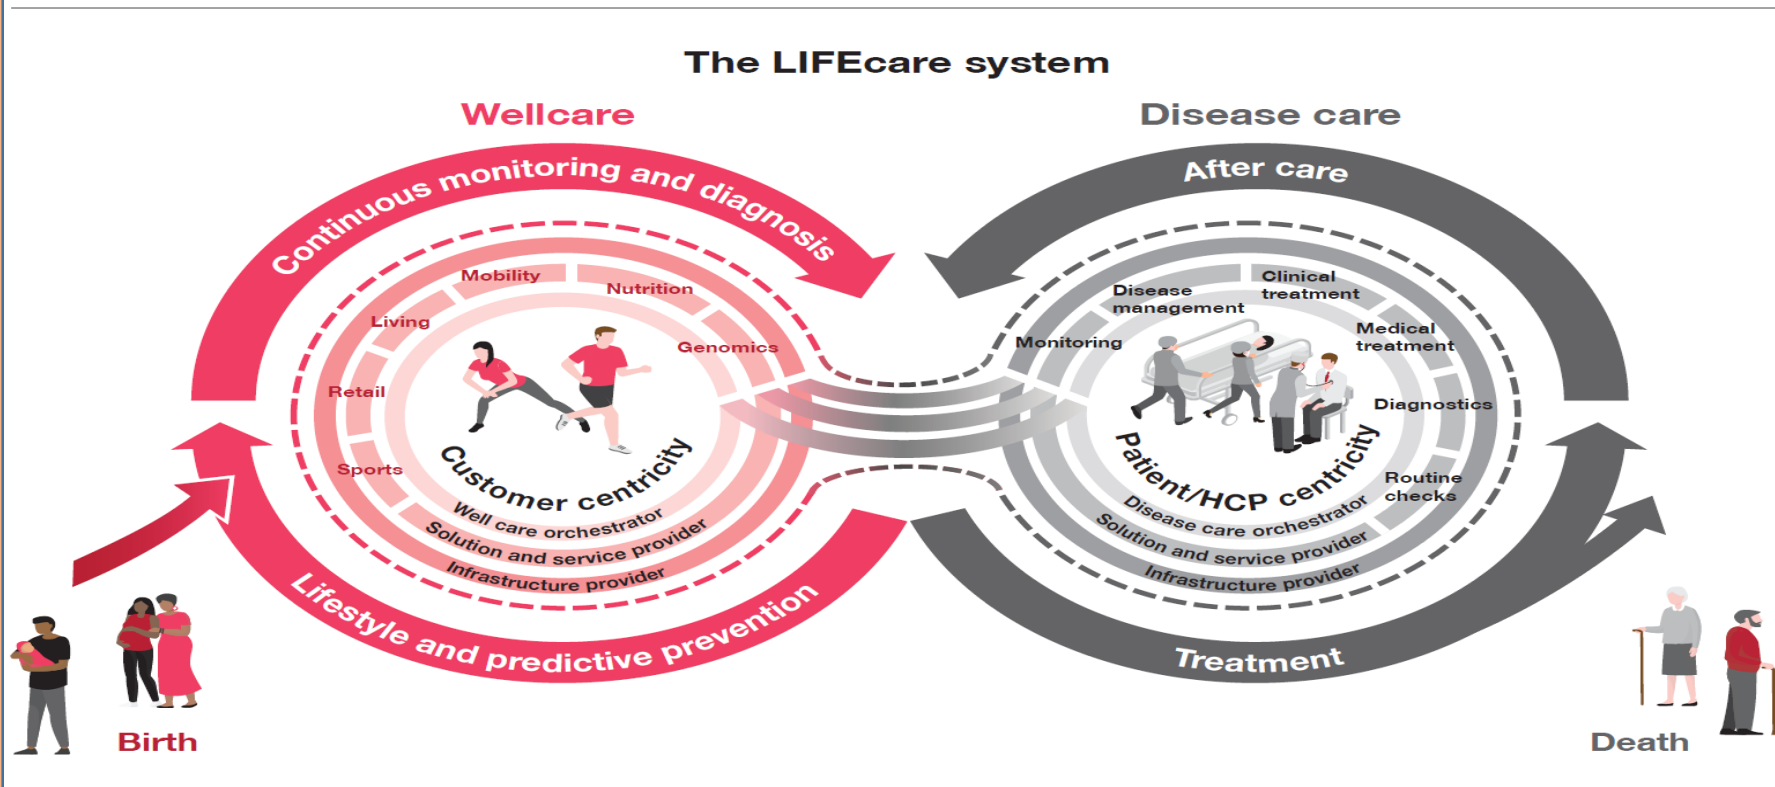 The LIFEcare system
Wellcare
Continuous monitoring and diagnosis
Mobility
Nutrition
Living
Genomics
Retail
Sports
Customer centricity
Well care orchestrator
Solution and service provider
Infrastructure provider
Lifestyle and predictive prevention
Birth
Disease care
After care
Clinical
treatment
Disease
management
Medical
treatment
Monitoring
Diagnostics
Routine
checks
Patient/HCP centricity
Disease care orchestrator
Solution and service provider
Infrastructure provider
Treatment
Death